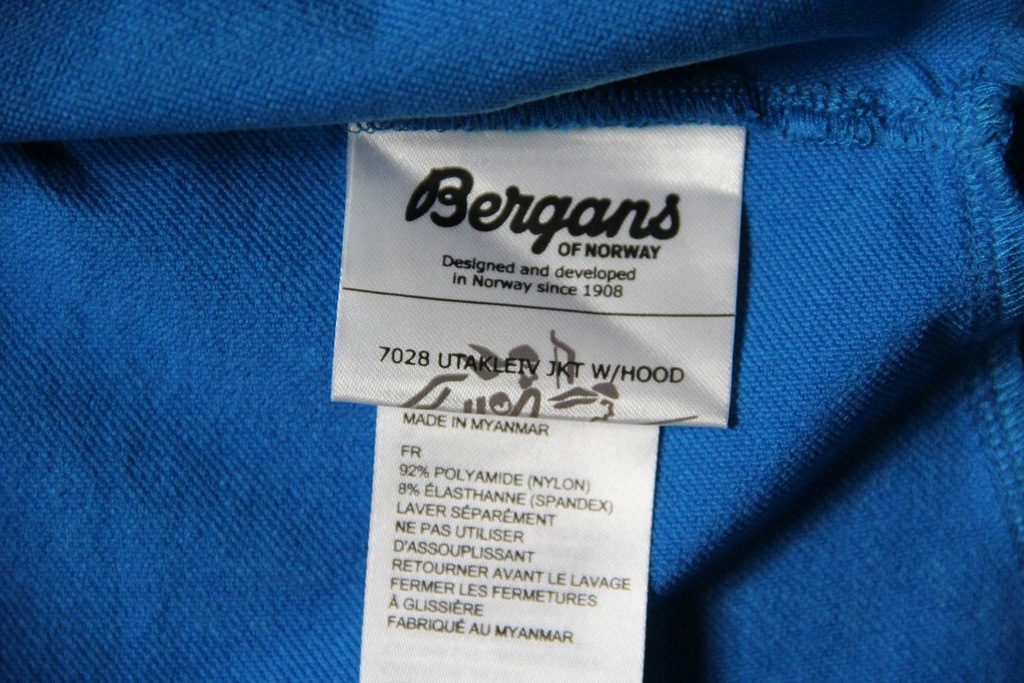 Bergans
OF NORWAY
Designed and developed
in Norway since 1908
7028 UTAKLEIV JKT W/HOOD
MADE IN MYANMAR
FR
92% POLYAMIDE (NYLON)
8% ÉLASTHANNE (SPANDEX)
LAVER SÉPARÉMENT
NE PAS UTILISER
D'ASSOUPLISSANT
RETOURNER AVANT LE LAVAGE
FERMER LES FERMETURES
À GLISSIÈRE
FABRIQUÉ AU MYANMAR